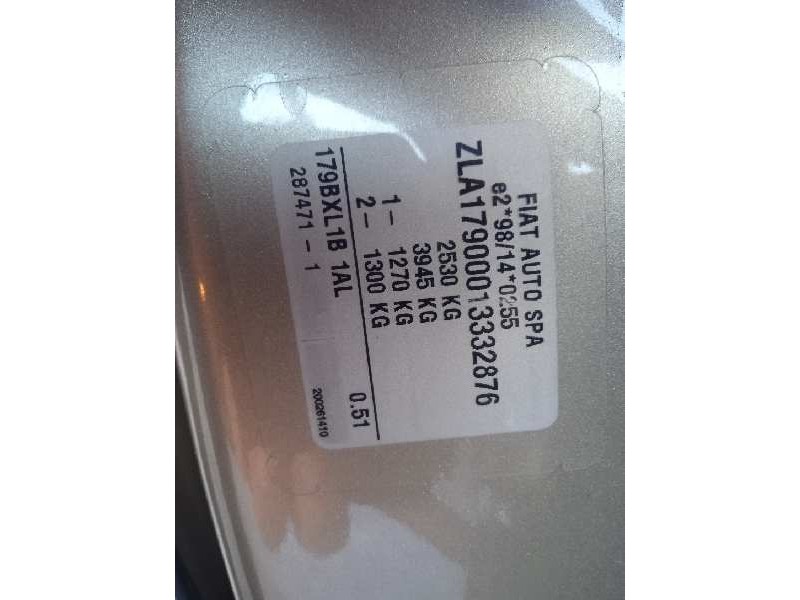 FIAT AUTO SPA
e2*98/14*0255
ZLA17900013332876
2530 KG
3945 KG
1- 1270 KG
2- 1300 KG
179BXL1B 1AL 0.51
287471-1
200261410